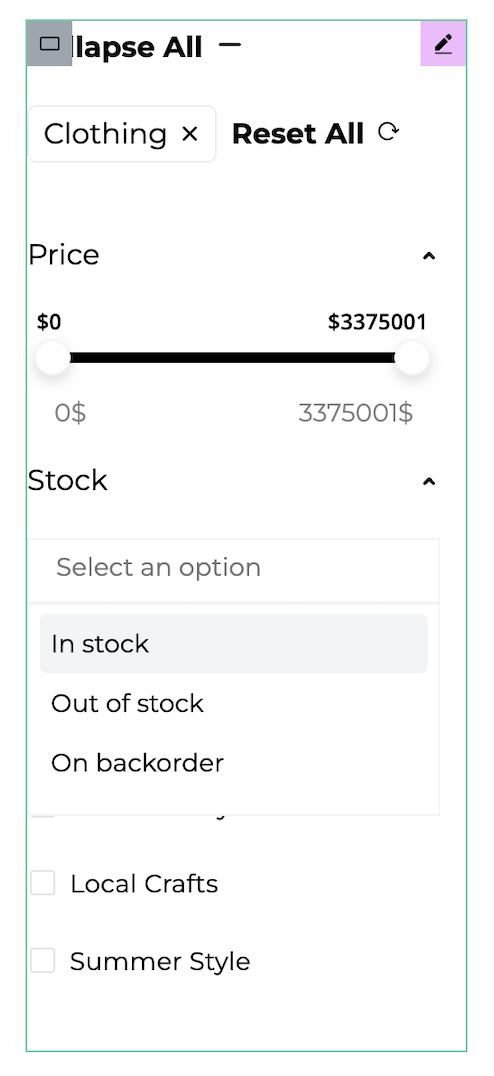 llapse All
Clothing × Reset All
Price
$0 $3375001
0$ 3375001$
Stock
Select an option
In stock
Out of stock
On backorder
Local Crafts
Summer Style